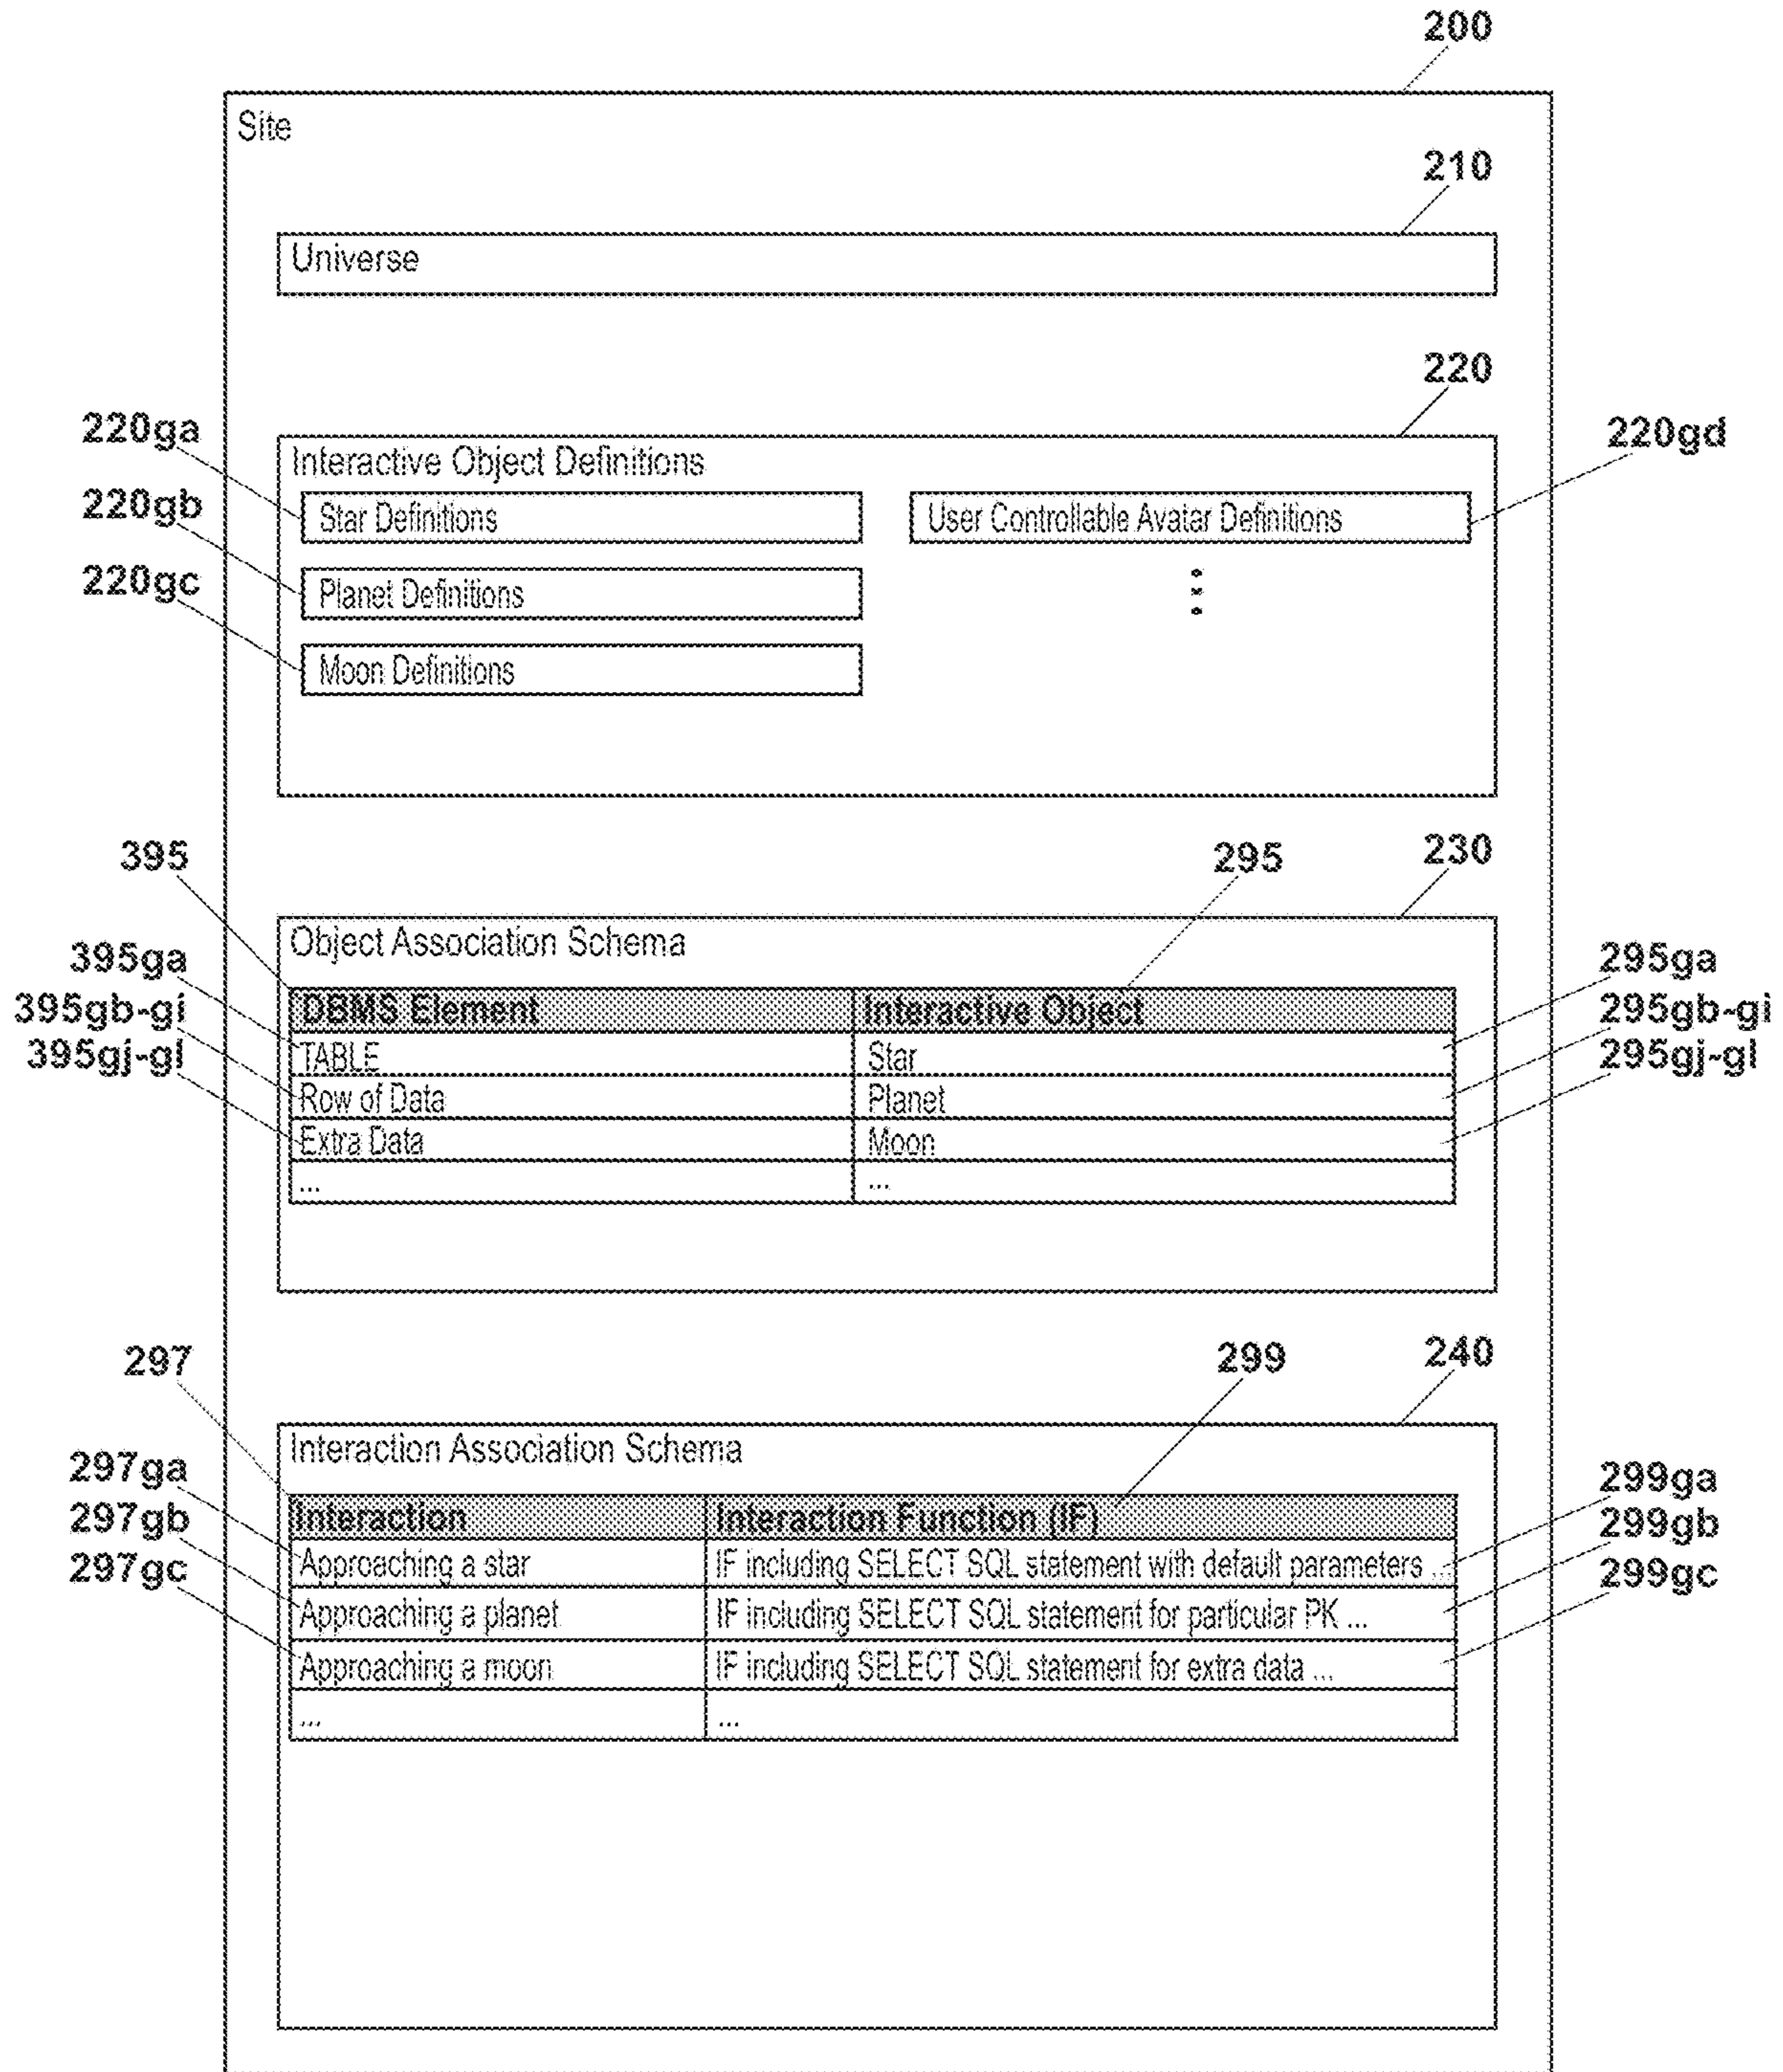 200
Site
210
Universe
220
220ga
220gd
Interactive Object Definitions
220gb
Star Definitions
User Controllable Avatar Definitions
220gc
Planet Definitions
Moon Definitions
395
295
230
Object Association Schema
395ga
295ga
395gb-gi
DBMS Element
Interactive Object
295gb-gi
395gj-gl
TABLE
Star
295gj-gl
Row of Data
Planet
Extra Data
Moon
...
...
297
299
240
Interaction Association Schema
297ga
299ga
297gb
Interaction
Interaction Function (IF)
299gb
297gc
Approaching a star
IF including SELECT SQL statement with default parameters ...
299gc
Approaching a planet
IF including SELECT SQL statement for particular PK ...
Approaching a moon
IF including SELECT SQL statement for extra data ...
...
...